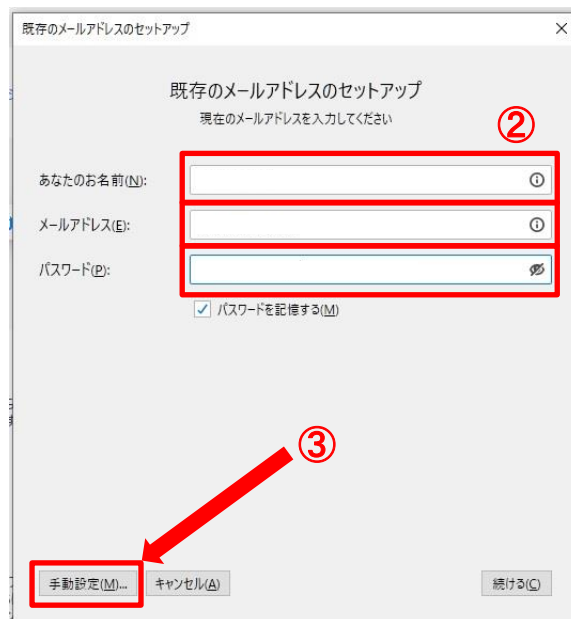 既存のメールアドレスのセットアップ
既存のメールアドレスのセットアップ
現在のメールアドレスを入力してください
②
あなたのお名前(N):
メールアドレス(E):
パスワード(P):
パスワードを記憶する(M)
③
手動設定(M)... キャンセル(A) 続ける(C)